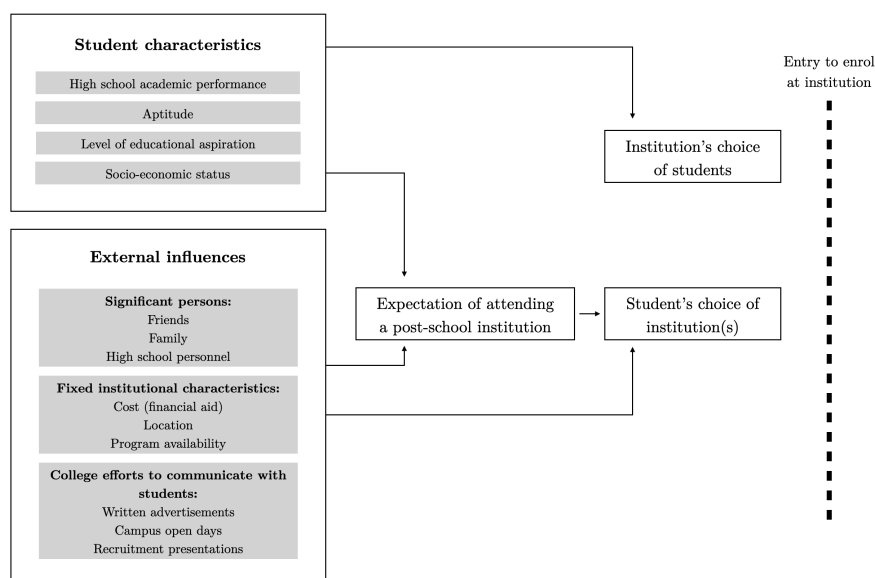 Student characteristics
High school academic performance
Aptitude
Level of educational aspiration
Socio-economic status
External influences
Significant persons:
Friends
Family
High school personnel
Fixed institutional characteristics:
Cost (financial aid)
Location
Program availability
College efforts to communicate with
students:
Written advertisements
Campus open days
Recruitment presentations
Expectation of attending
a post-school institution
Institution's choice
of students
Student's choice of
institution(s)
Entry to enrol
at institution